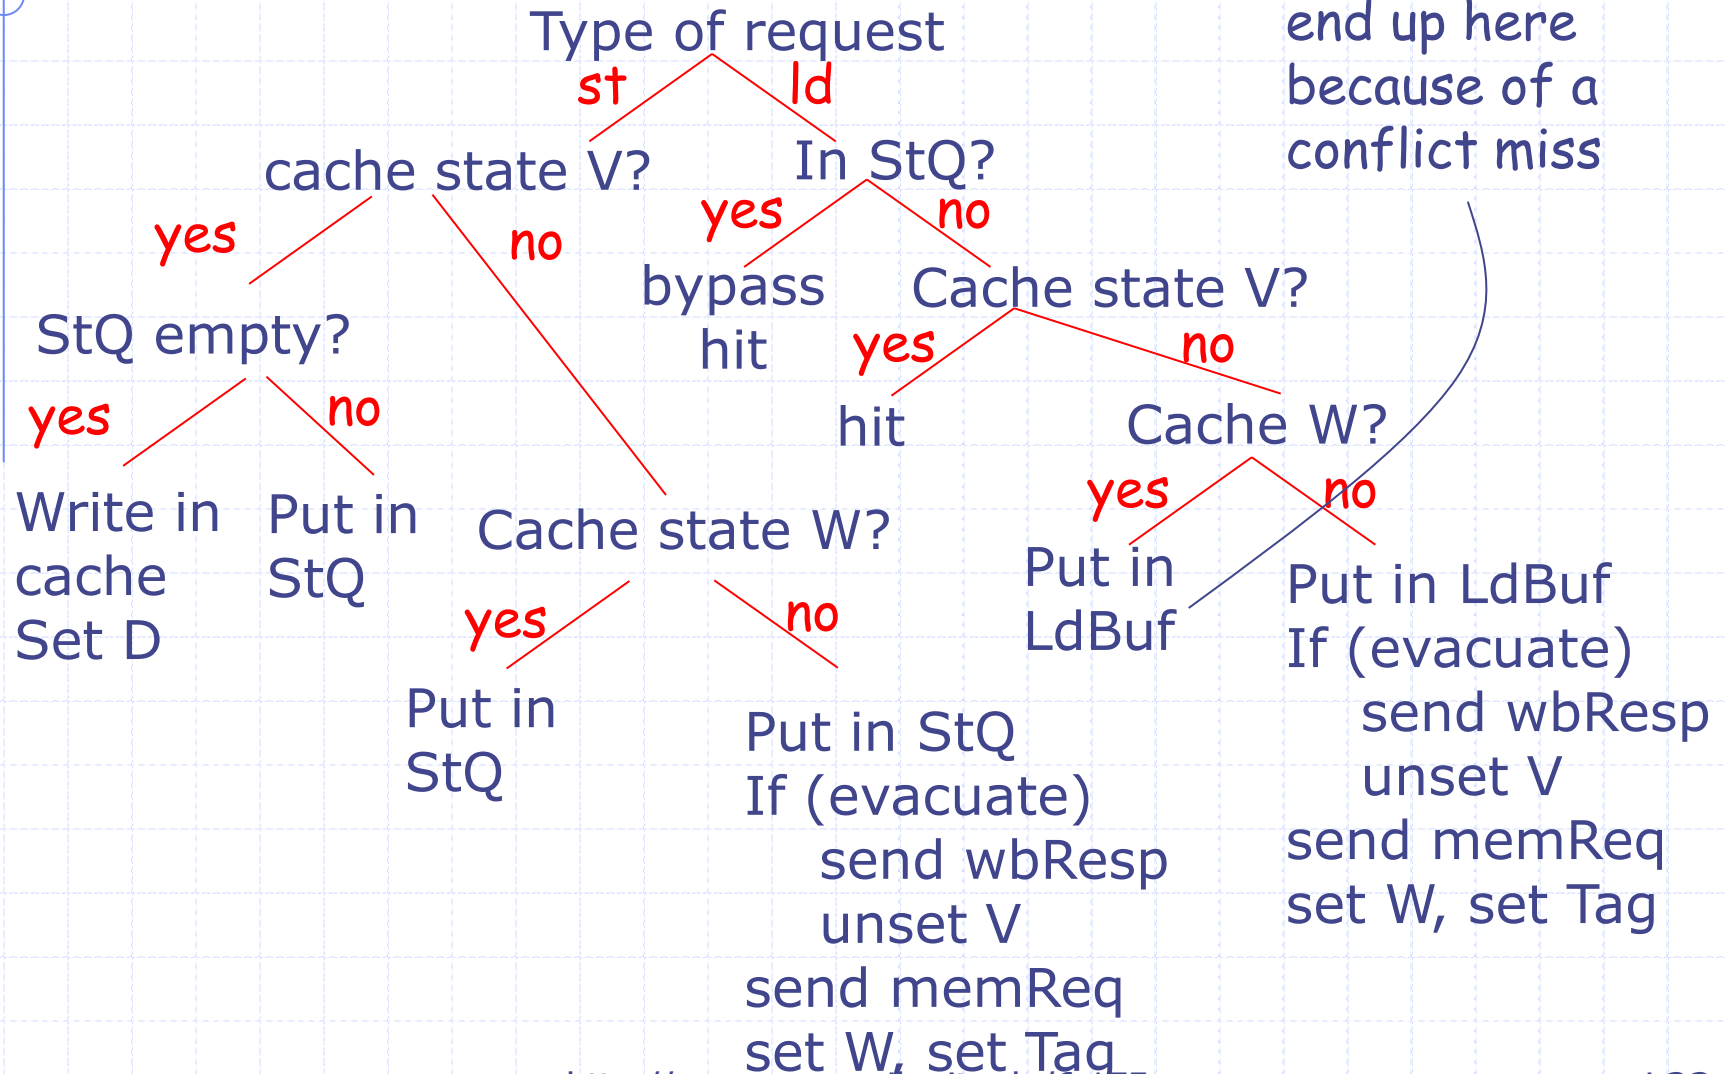 Type of request
end up here
because of a
conflict miss
st
ld
cache state V?
In StQ?
yes
no
yes
no
bypass
hit
Cache state V?
StQ empty?
yes
no
yes
no
hit
Cache W?
Write in
cache
Set D
Put in
StQ
Cache state W?
yes
no
Put in
LdBuf
Put in LdBuf
If (evacuate)
send wbResp
unset V
send memReq
set W, set Tag
yes
no
Put in
StQ
Put in StQ
If (evacuate)
send wbResp
unset V
send memReq
set W, set Tag